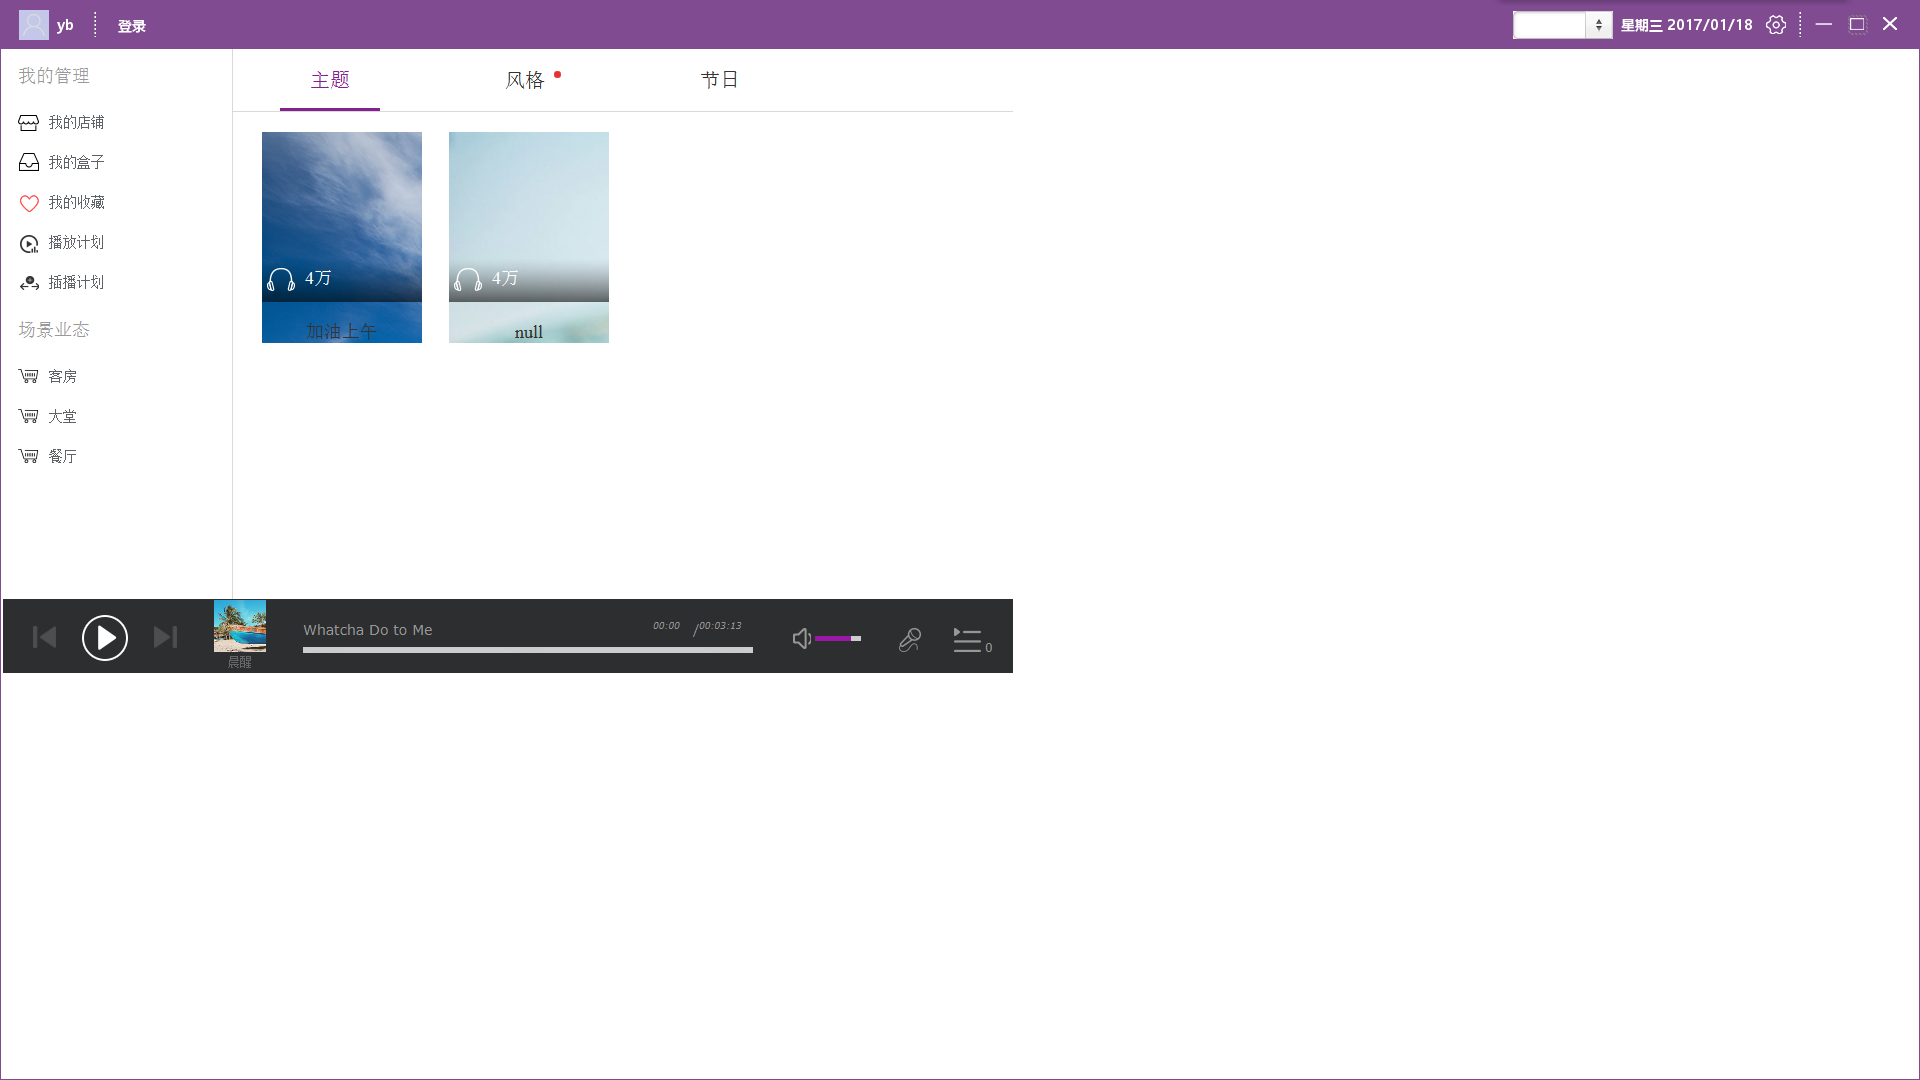 yb
登录
星期三 2017/01/18
我的管理
我的店铺
我的盒子
我的收藏
播放计划
插播计划
场景业态
客房
大堂
餐厅
主题
风格
节日
4万
加油上午
4万
null
晨醒
Whatcha Do to Me
00:00 /00:03:13
0